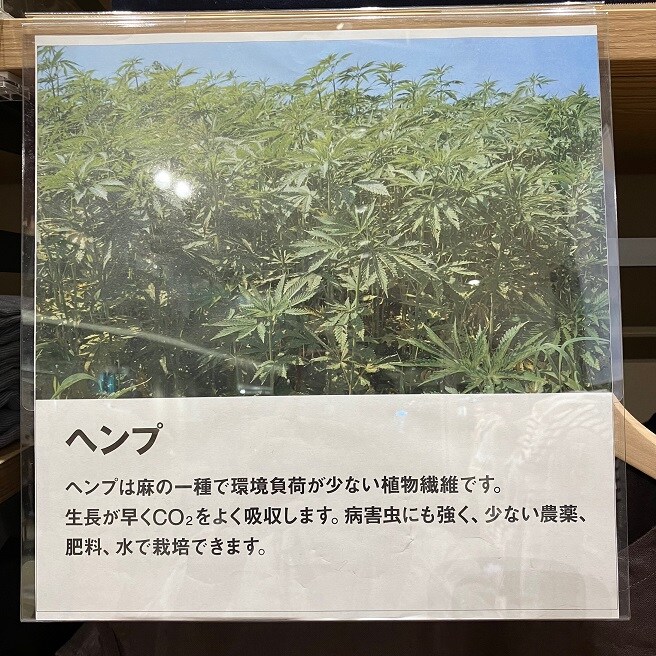 ヘンプ
ヘンプは麻の一種で環境負荷が少ない植物繊維です。
生長が早くCO₂をよく吸収します。病害虫にも強く、少ない農薬、
肥料、水で栽培できます。